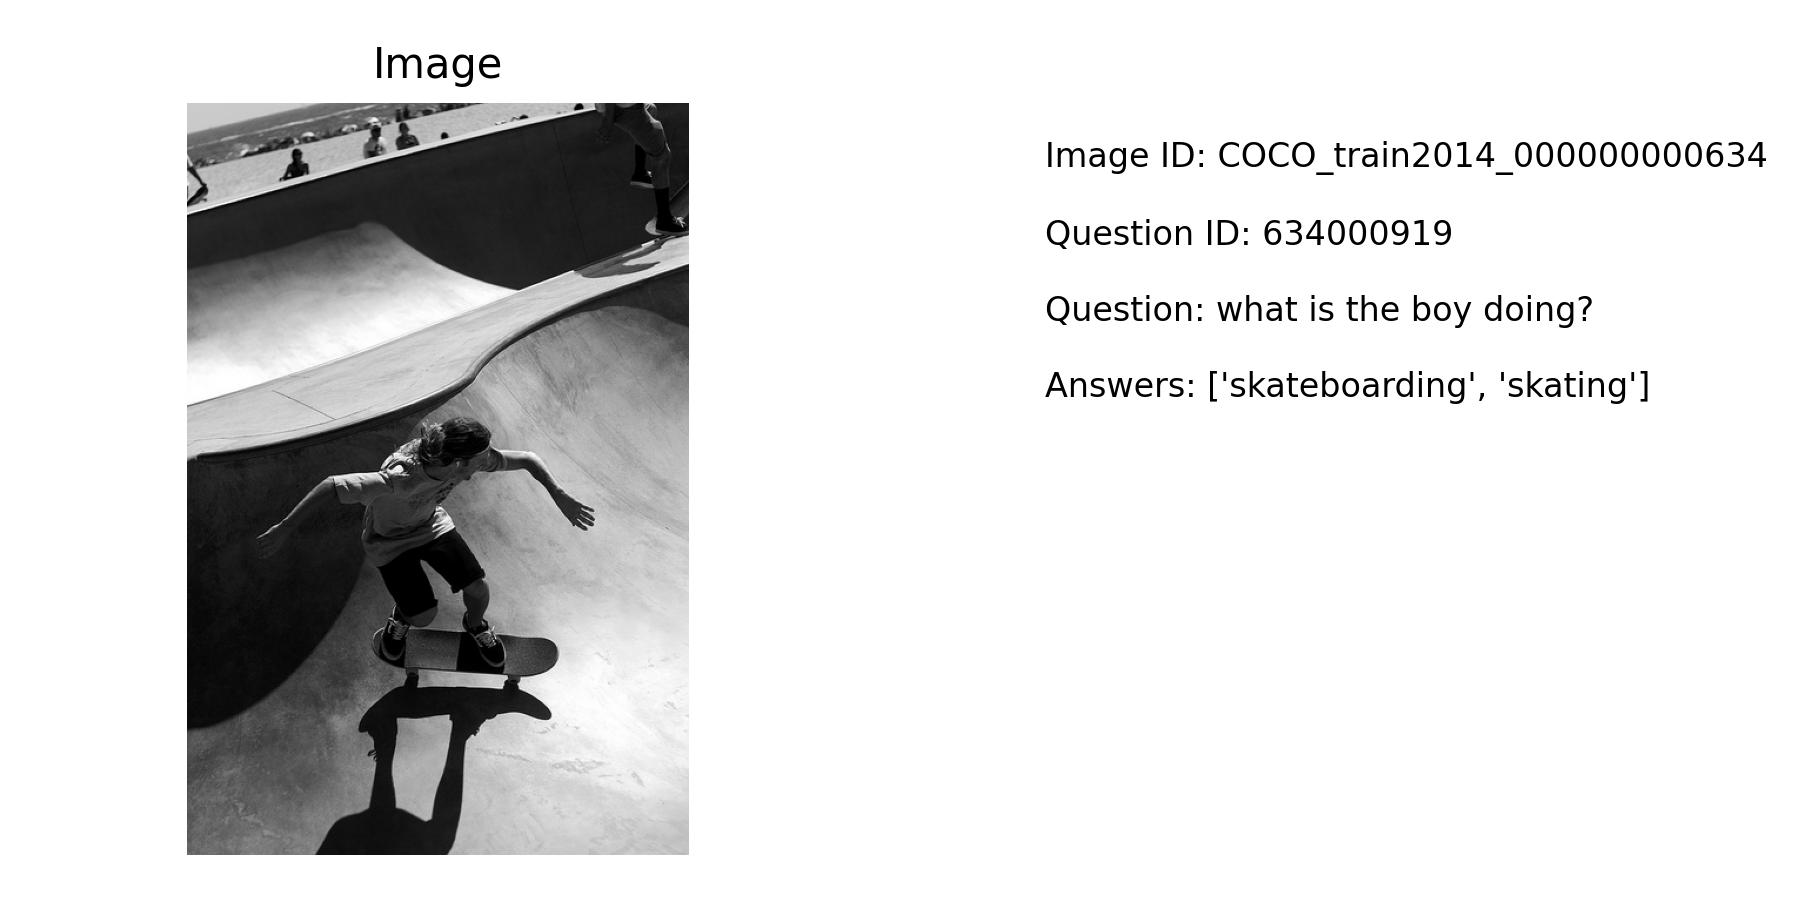 Image
Image ID: COCO_train2014_000000000634
Question ID: 634000919
Question: what is the boy doing?
Answers: ['skateboarding', 'skating']